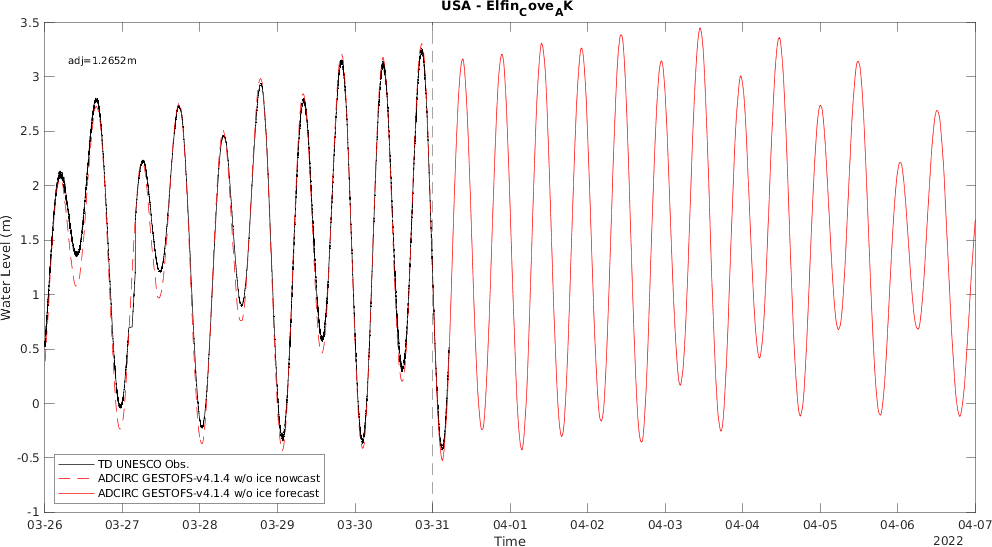 USA - ElfinCoveAK
3.5
adj=1.2652m
3
2.5
2
1.5
1
0.5
0
-0.5
-1
Water Level (m)
TD UNESCO Obs.
ADCIRC GESTOFS-v4.1.4 w/o ice nowcast
ADCIRC GESTOFS-v4.1.4 w/o ice forecast
03-26 03-27 03-28 03-29 03-30 03-31 04-01 04-02 04-03 04-04 04-05 04-06 04-07
Time
2022